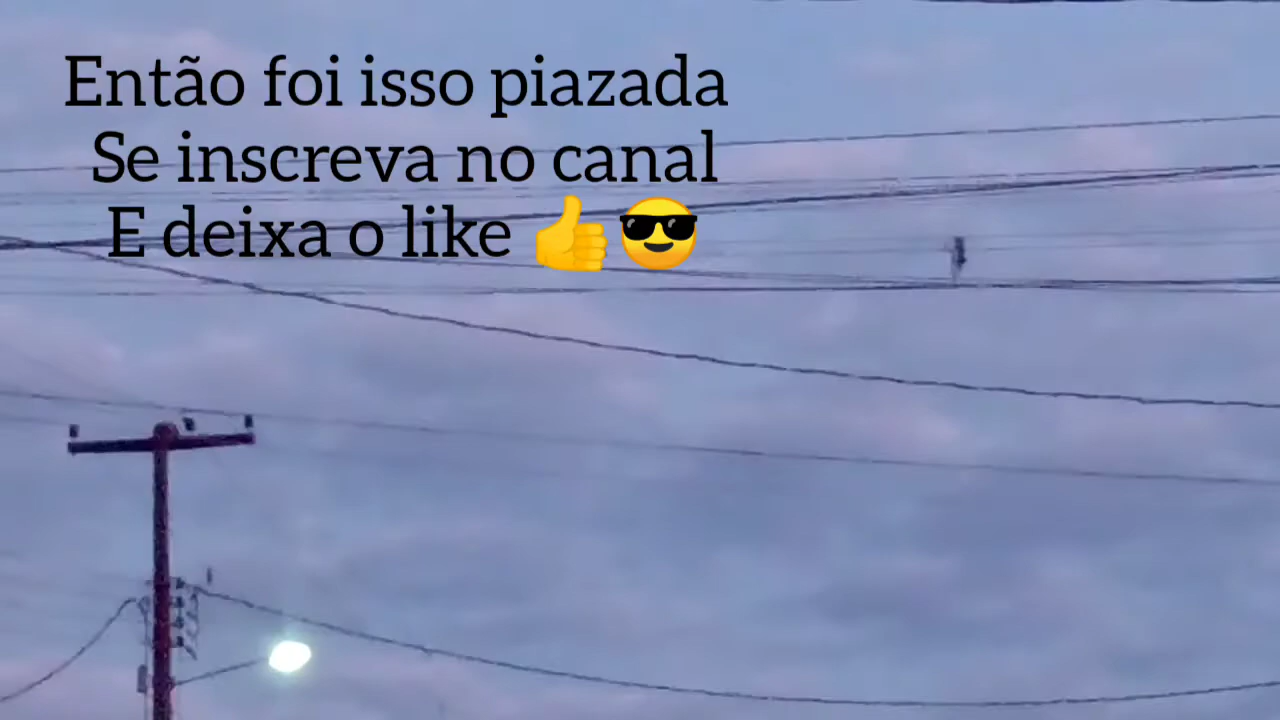 Então foi isso piazada
Se inscreva no canal
E deixa o like 👍😎